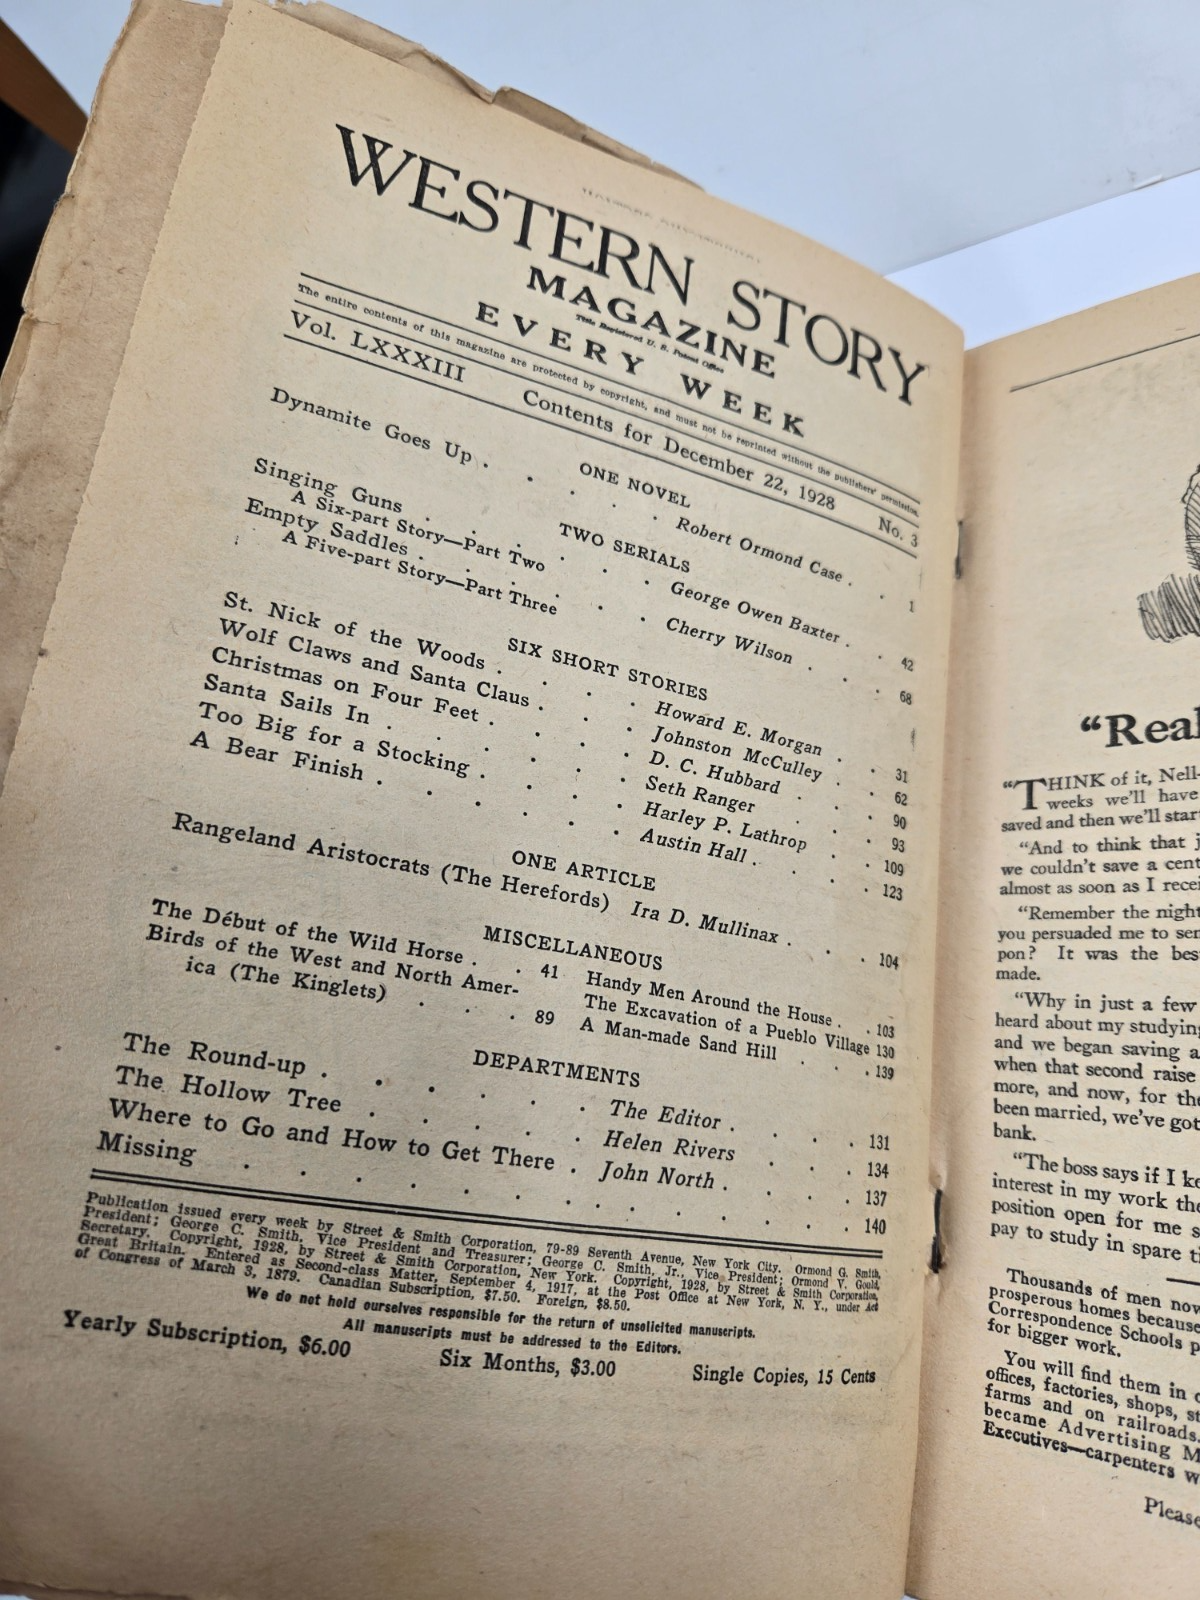 WESTERN STORY
MAGAZINE
Title Registered U. S. Patent Office
EVERY WEEK
The entire contents of this magazine are protected by copyright, and must not be reprinted without the publishers' permission.
Vol. LXXXIII Contents for December 22, 1928 No. 3
ONE NOVEL
Dynamite Goes Up . . . . . Robert Ormond Case . . 1
TWO SERIALS
Singing Guns . . . . . . George Owen Baxter . . 42
A Six-part Story—Part Two
Empty Saddles . . . . . . Cherry Wilson . . . 68
A Five-part Story—Part Three
SIX SHORT STORIES
St. Nick of the Woods . . . . Howard E. Morgan . . 31
Wolf Claws and Santa Claus . . . Johnston McCulley . . 62
Christmas on Four Feet . . . . D. C. Hubbard . . . 90
Santa Sails In . . . . . . Seth Ranger . . . 93
Too Big for a Stocking . . . . Harley P. Lathrop . . 109
A Bear Finish . . . . . . Austin Hall . . . . 123
ONE ARTICLE
Rangeland Aristocrats (The Herefords) Ira D. Mullinax . . . 104
MISCELLANEOUS
The Début of the Wild Horse . . 41
Birds of the West and North Amer-
ica (The Kinglets) . . . 89
Handy Men Around the House . . 103
The Excavation of a Pueblo Village 130
A Man-made Sand Hill . . . 139
DEPARTMENTS
The Round-up . . . . . . The Editor . . . . 131
The Hollow Tree . . . . . Helen Rivers . . . 134
Where to Go and How to Get There . John North . . . . 137
Missing . . . . . . . . . . . . 140
Publication issued every week by Street & Smith Corporation, 79-89 Seventh Avenue, New York City. Ormond G. Smith,
President; George C. Smith, Vice President and Treasurer; George C. Smith, Jr., Vice President; Ormond V. Gould,
Secretary. Copyright, 1928, by Street & Smith Corporation, New York. Copyright, 1928, by Street & Smith Corporation,
Great Britain. Entered as Second-class Matter, September 4, 1917, at the Post Office at New York, N. Y., under Act
of Congress of March 3, 1879. Canadian Subscription, $7.50. Foreign, $8.50.
We do not hold ourselves responsible for the return of unsolicited manuscripts.
All manuscripts must be addressed to the Editors.
Yearly Subscription, $6.00 Six Months, $3.00 Single Copies, 15 Cents
"Real
"THINK of it, Nell—
weeks we'll have
saved and then we'll start
"And to think that j
we couldn't save a cent
almost as soon as I recei
"Remember the night
you persuaded me to sen
pon? It was the bes
made.
"Why in just a few
heard about my studying
and we began saving a
when that second raise
more, and now, for the
been married, we've got
bank.
"The boss says if I ke
interest in my work the
position open for me s
pay to study in spare ti
Thousands of men now
prosperous homes because
Correspondence Schools p
for bigger work.
You will find them in o
offices, factories, shops, st
farms and on railroads.
became Advertising M
Executives—carpenters w
Please